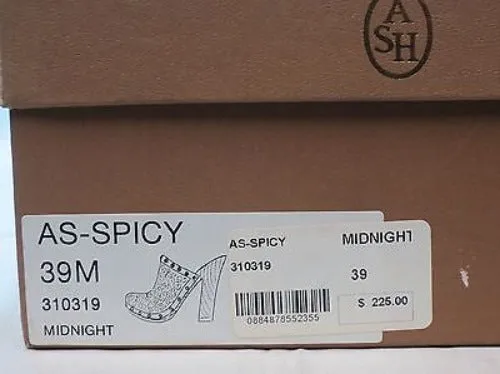 ASH
AS-SPICY
39M
310319
MIDNIGHT
AS-SPICY MIDNIGHT
310319 39
$ 225.00
0884878552355